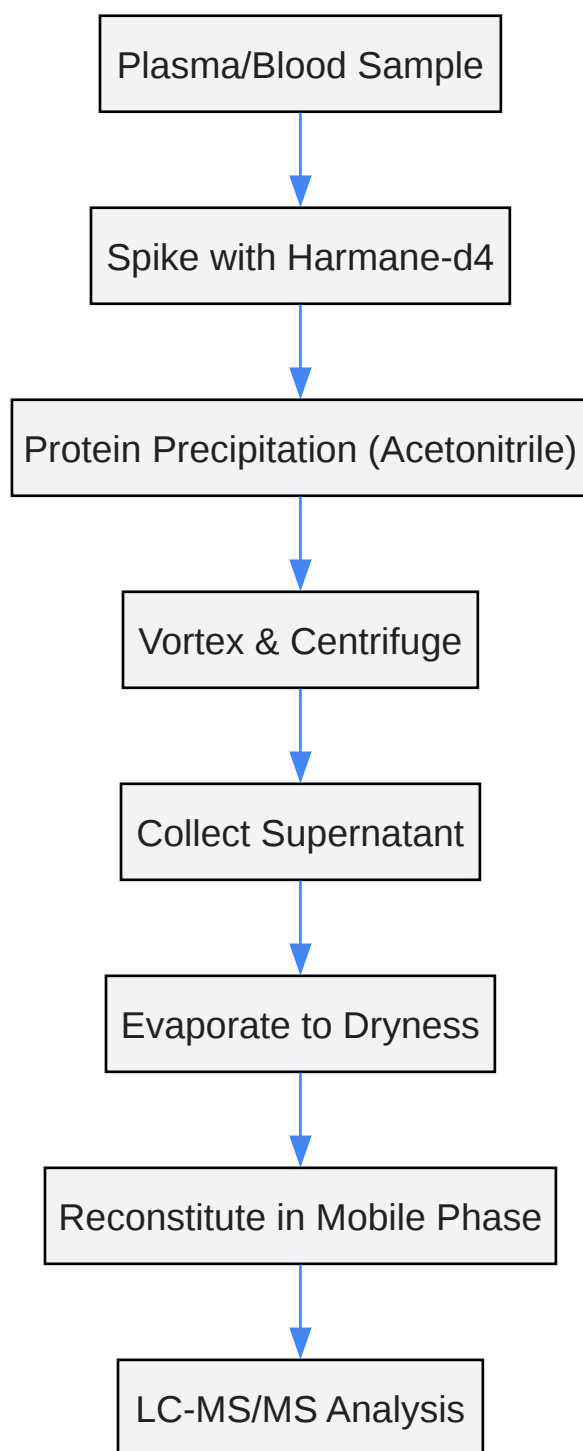 Plasma/Blood Sample
Spike with Harmane-d4
Protein Precipitation (Acetonitrile)
Vortex & Centrifuge
Collect Supernatant
Evaporate to Dryness
Reconstitute in Mobile Phase
LC-MS/MS Analysis